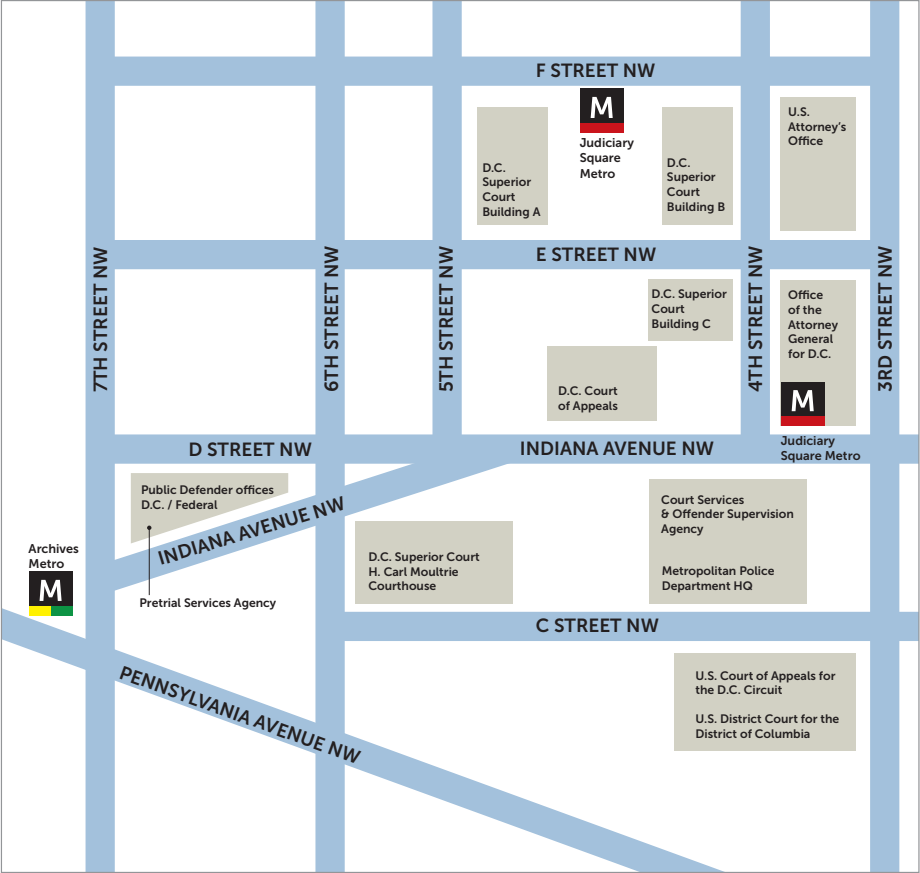 F STREET NW
M
Judiciary
Square
Metro
D.C.
Superior
Court
Building A
D.C.
Superior
Court
Building B
U.S.
Attorney's
Office
E STREET NW
7TH STREET NW
6TH STREET NW
5TH STREET NW
4TH STREET NW
3RD STREET NW
D.C. Superior
Court
Building C
Office
of the
Attorney
General
for D.C.
D.C. Court
of Appeals
M
Judiciary
Square Metro
D STREET NW
INDIANA AVENUE NW
Public Defender offices
D.C. / Federal
INDIANA AVENUE NW
Archives
Metro
M
Pretrial Services Agency
D.C. Superior Court
H. Carl Moultrie
Courthouse
Court Services
& Offender Supervision
Agency
Metropolitan Police
Department HQ
C STREET NW
PENNSYLVANIA AVENUE NW
U.S. Court of Appeals for
the D.C. Circuit
U.S. District Court for the
District of Columbia